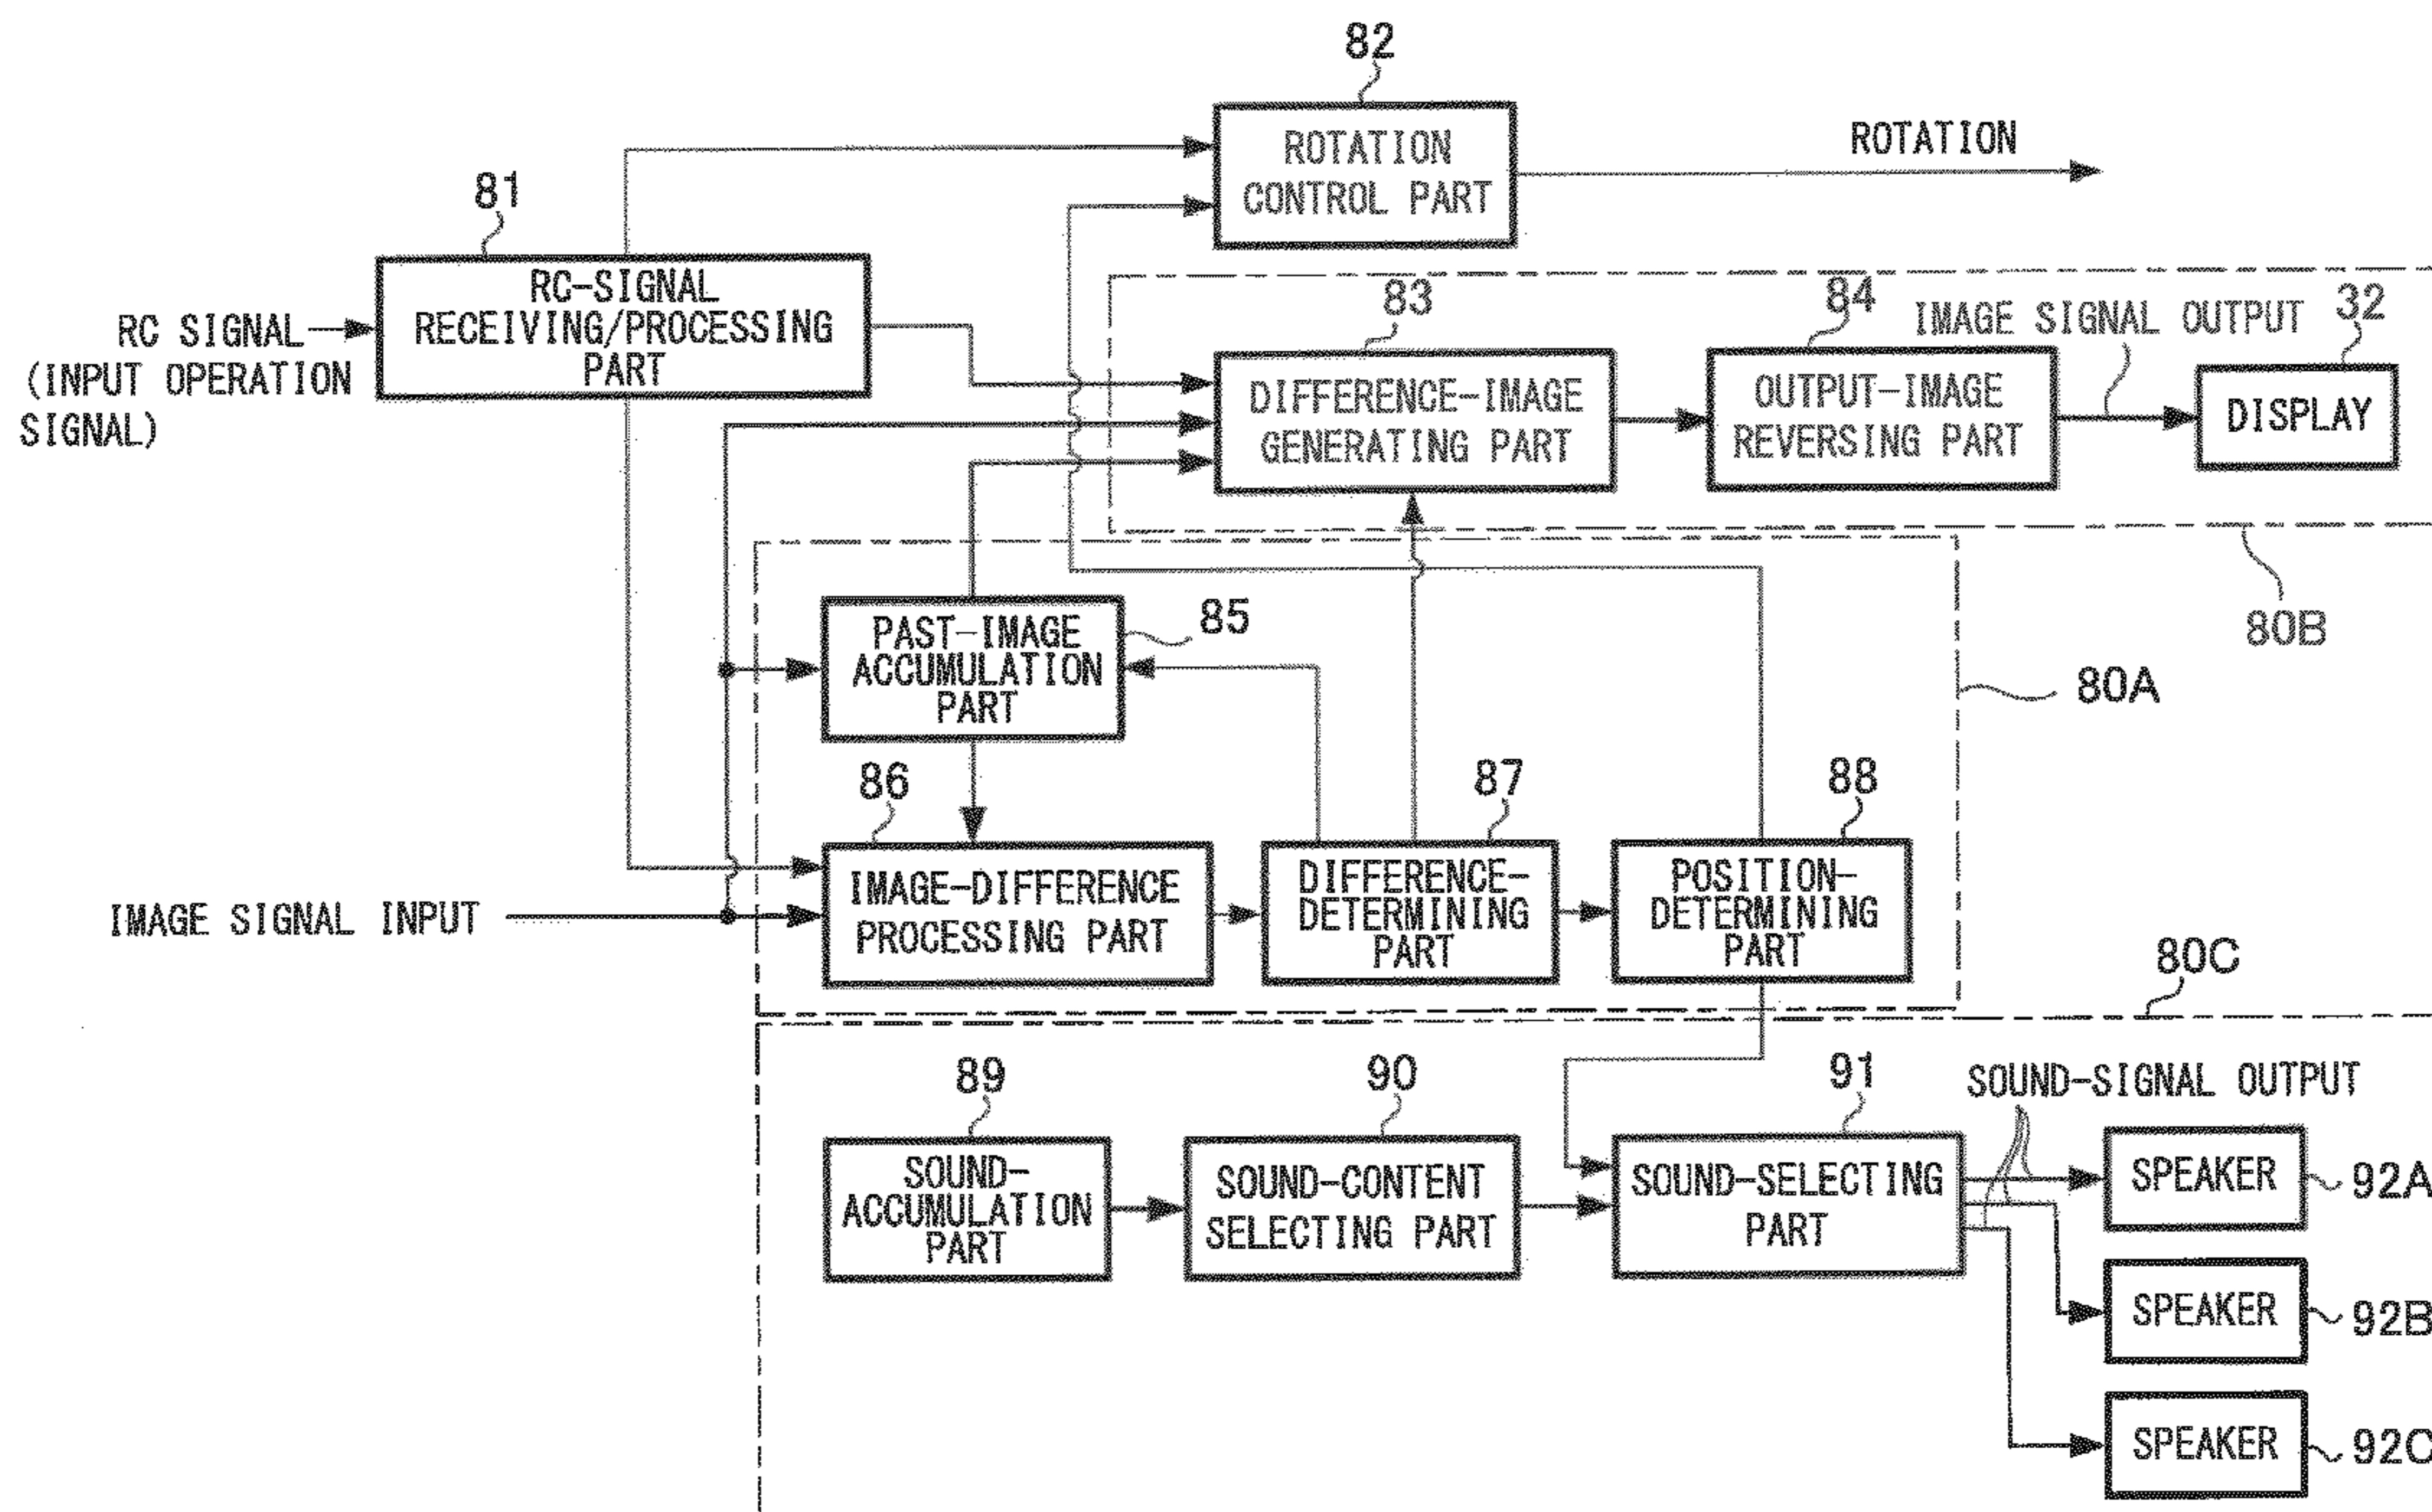 82
ROTATION
CONTROL PART
ROTATION
81
RC-SIGNAL
RECEIVING/PROCESSING
PART
RC SIGNAL
(INPUT OPERATION
SIGNAL)
83
DIFFERENCE-IMAGE
GENERATING PART
84
OUTPUT-IMAGE
REVERSING PART
IMAGE SIGNAL OUTPUT
32
DISPLAY
80B
PAST-IMAGE
ACCUMULATION
PART
85
80A
86
IMAGE-DIFFERENCE
PROCESSING PART
87
DIFFERENCE-
DETERMINING
PART
88
POSITION-
DETERMINING
PART
IMAGE SIGNAL INPUT
80C
89
SOUND-
ACCUMULATION
PART
90
SOUND-CONTENT
SELECTING PART
91
SOUND-SELECTING
PART
SOUND-SIGNAL OUTPUT
SPEAKER
92A
SPEAKER
92B
SPEAKER
92C